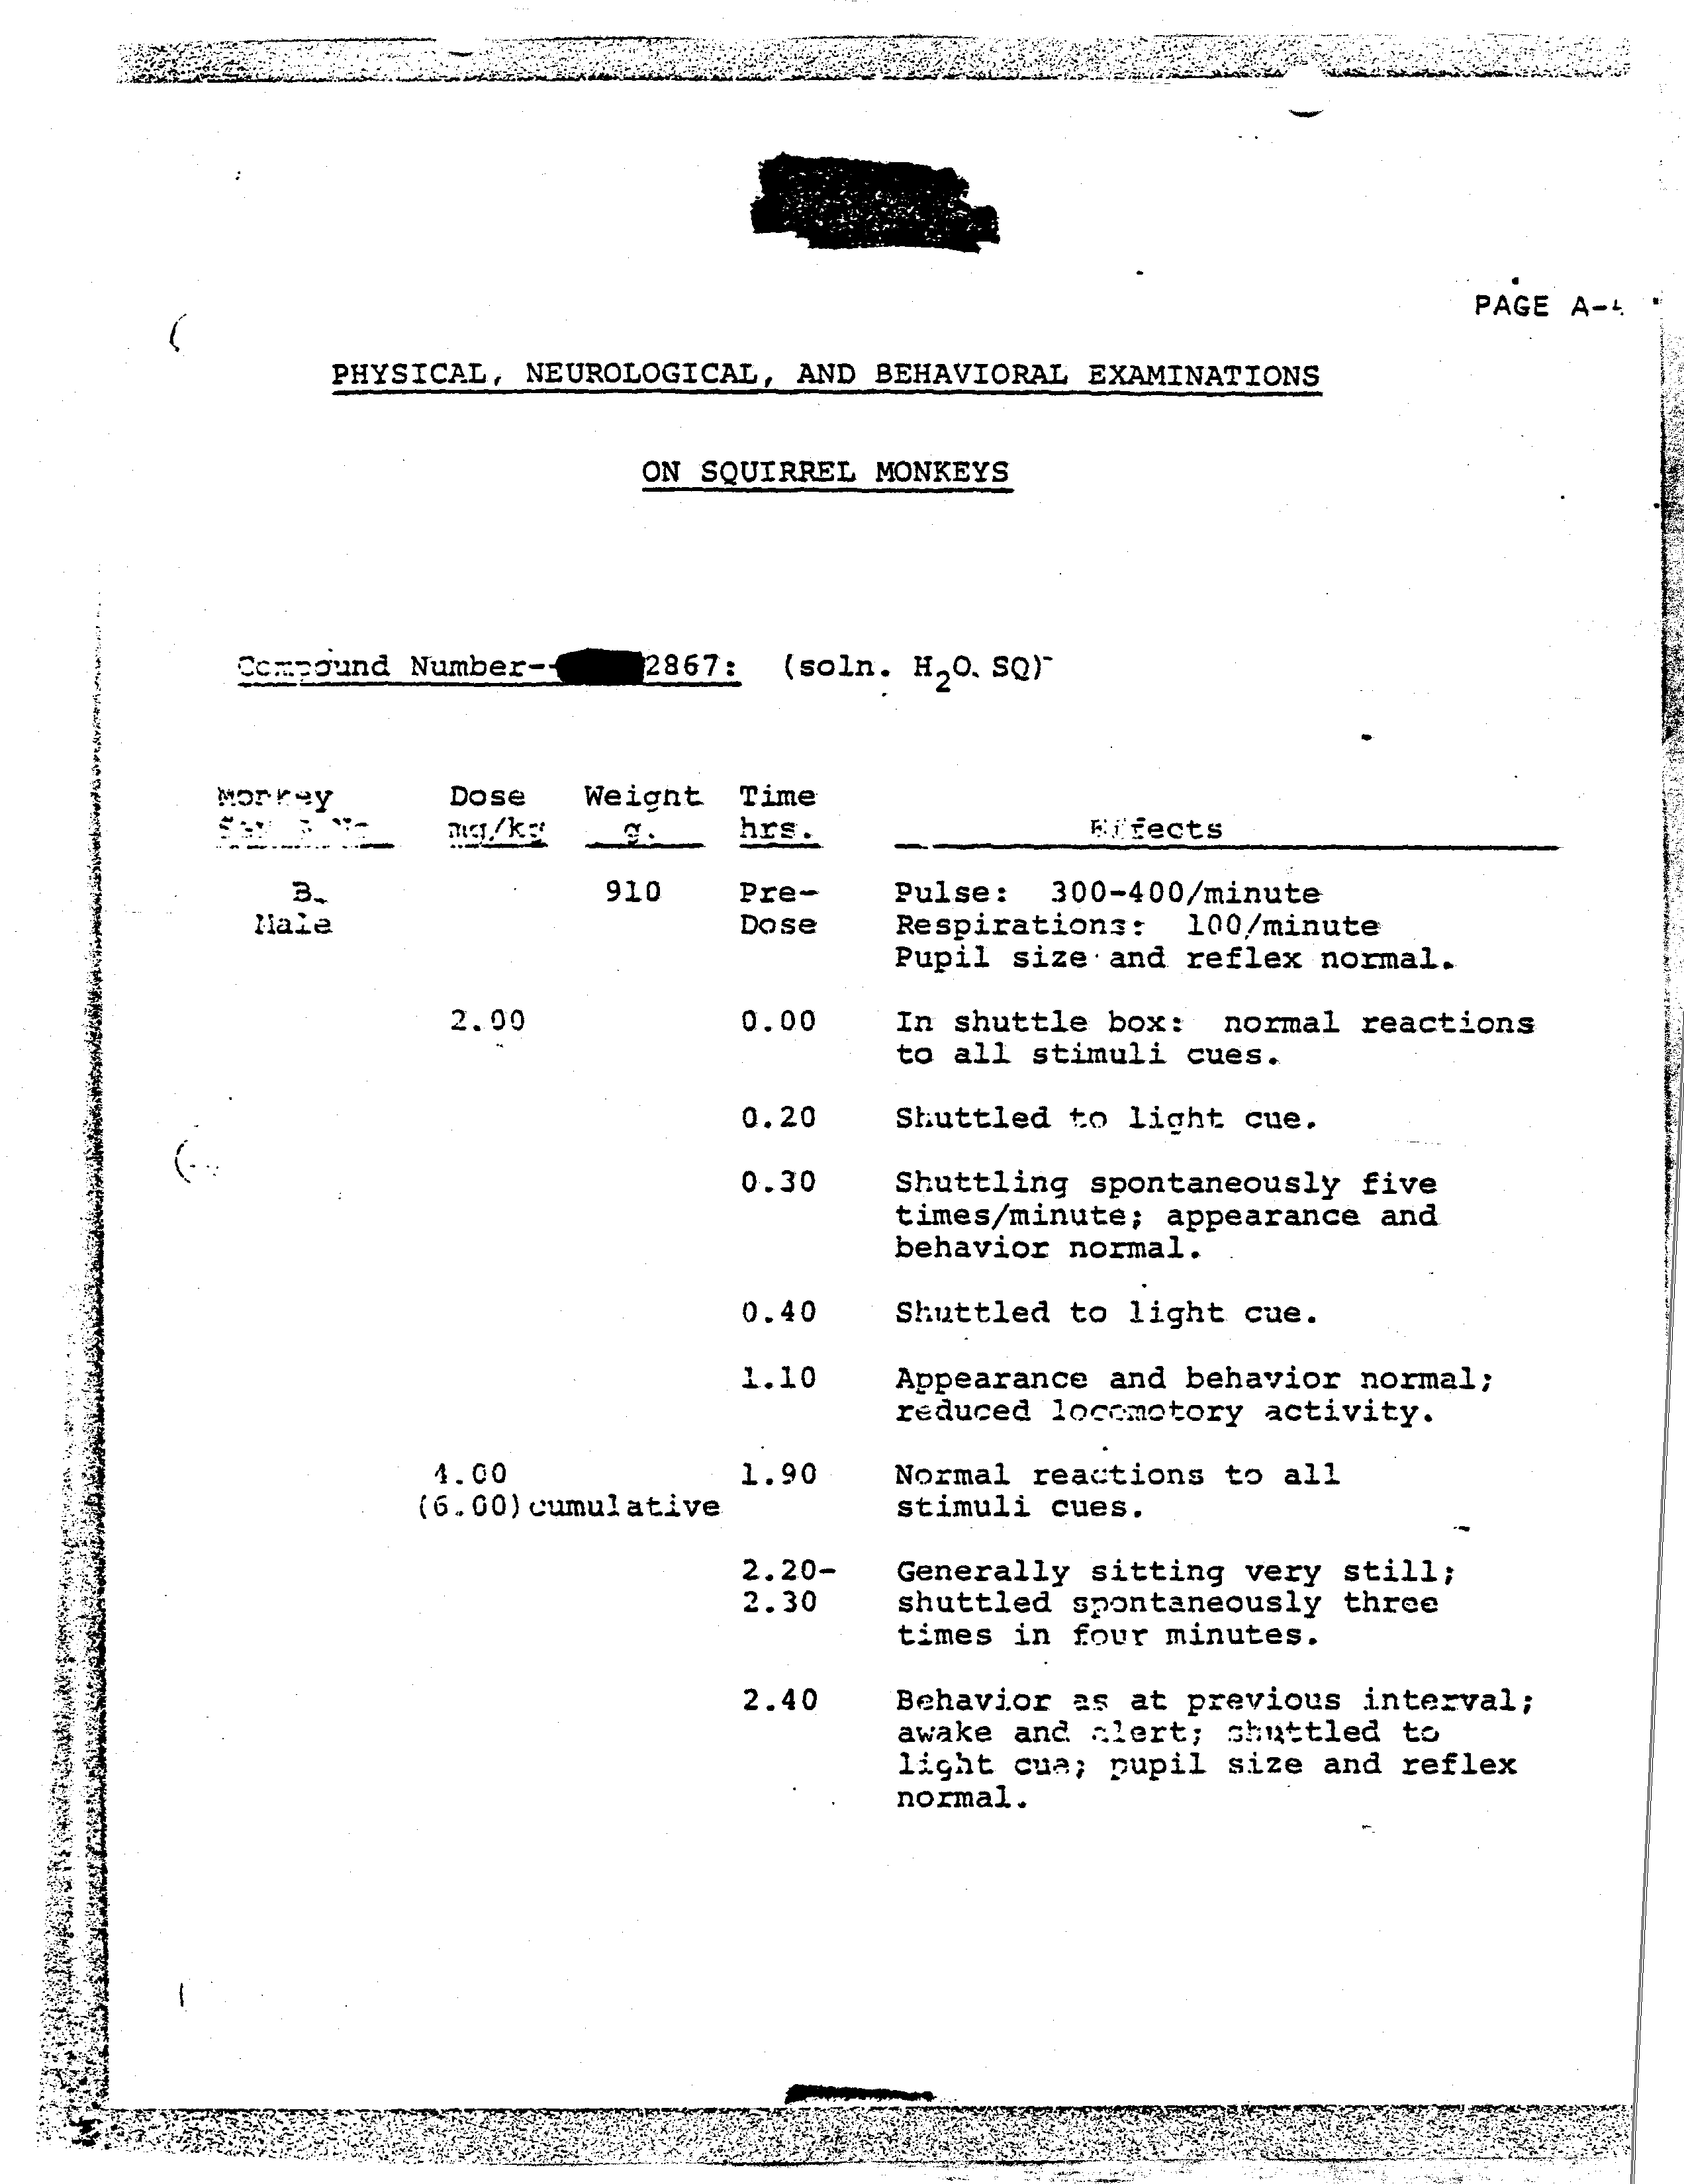 PAGE A-
PHYSICAL, NEUROLOGICAL, AND BEHAVIORAL EXAMINATIONS
ON SQUIRREL MONKEYS
Compound Number- 2867: (soln. H₂O. SQ)
Monkey Dose Weight Time
mg/kg g. hrs. Effects
B. 910 Pre- Pulse: 300-400/minute
Male Dose Respirations: 100/minute
Pupil size and reflex normal.
2.00 0.00 In shuttle box: normal reactions
to all stimuli cues.
0.20 Shuttled to light cue.
0.30 Shuttling spontaneously five
times/minute; appearance and
behavior normal.
0.40 Shuttled to light cue.
1.10 Appearance and behavior normal;
reduced locomotory activity.
4.00 1.90 Normal reactions to all
(6.00) cumulative stimuli cues.
2.20- Generally sitting very still;
2.30 shuttled spontaneously three
times in four minutes.
2.40 Behavior as at previous interval;
awake and alert; shuttled to
light cue; pupil size and reflex
normal.